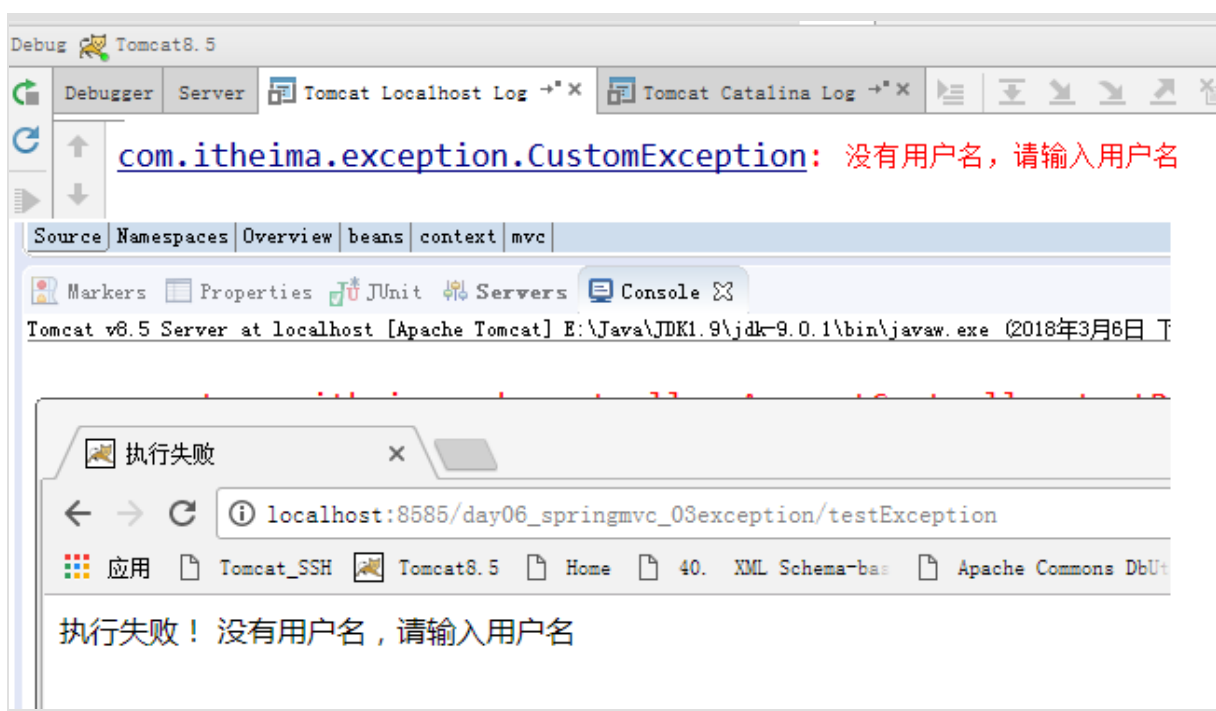 Debug Tomcat8.5
Debugger Server Tomcat Localhost Log Tomcat Catalina Log
com.itheima.exception.CustomException: 没有用户名，请输入用户名
Source Namespaces Overview beans context mvc
Markers Properties JUnit Servers Console
Tomcat v8.5 Server at localhost [Apache Tomcat] E:\Java\JDK1.9\jdk-9.0.1\bin\javaw.exe (2018年3月6日 下
执行失败
localhost:8585/day06_springmvc_03exception/testException
应用 Tomcat_SSH Tomcat8.5 Home 40. XML Schema-bas Apache Commons DbUt
执行失败！ 没有用户名，请输入用户名